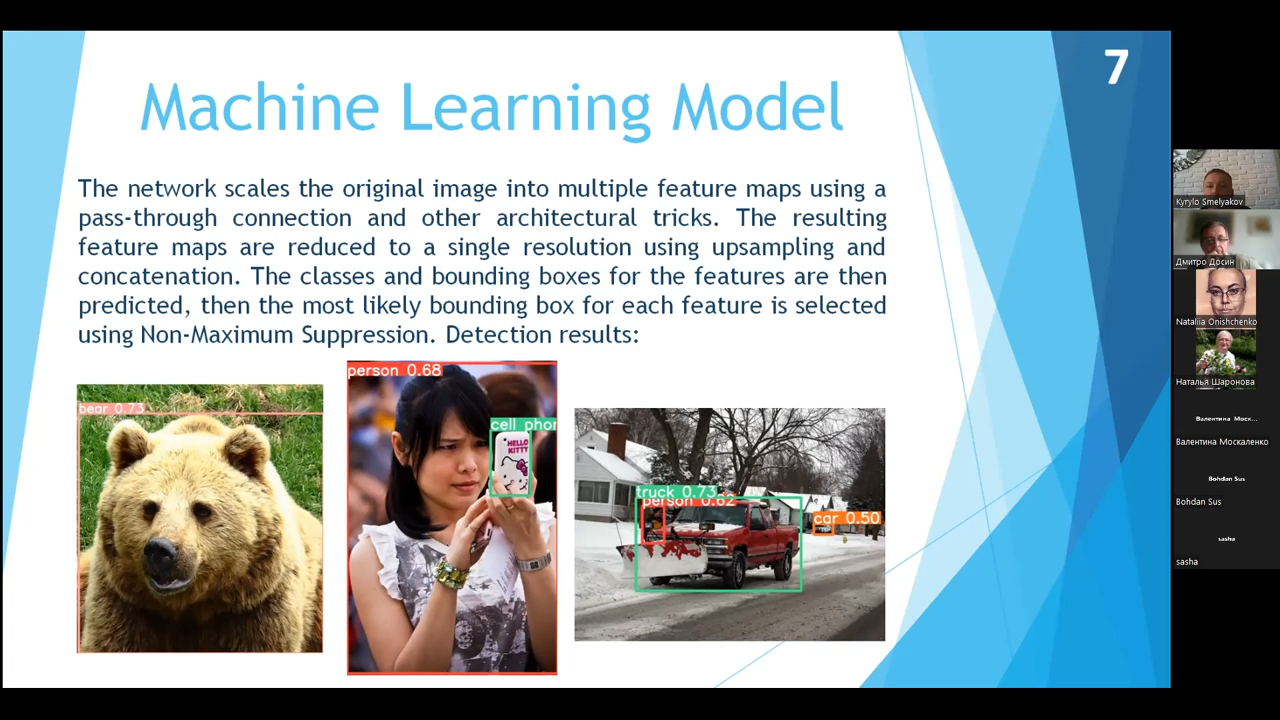 7
Machine Learning Model
The network scales the original image into multiple feature maps using a
pass-through connection and other architectural tricks. The resulting
feature maps are reduced to a single resolution using upsampling and
concatenation. The classes and bounding boxes for the features are then
predicted, then the most likely bounding box for each feature is selected
using Non-Maximum Suppression. Detection results:
bear 0.73
person 0.68
cell phon
HELLO
KITTY
truck 0.73
person 0.62
car 0.50
Kyrylo Smelyakov
Дмитро Досин
Nataliia Onishchenko
Наталья Шаронова
Валентина Моск...
Валентина Москаленко
Bohdan Sus
Bohdan Sus
sasha
sasha